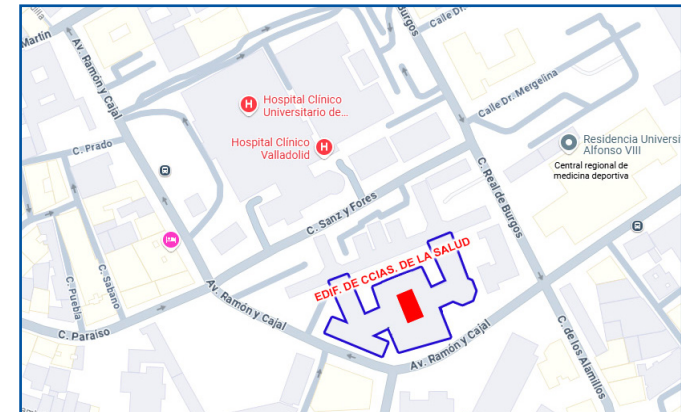 Martín
Av. Ramón y Cajal
Burgos
Calle Dr.
Hospital Clínico
Universitario de...
Calle Dr. Mergelina
Hospital Clínico
Valladolid
H
H
Residencia Universi
Alfonso VIII
Central regional de
medicina deportiva
C. Prado
C. Real de Burgos
C. Sanz y Fores
EDIF. DE CCIAS. DE LA SALUD
C. Puebla
C. Sábano
Av. Ramón y Cajal
C. Paraíso
Av. Ramón y Cajal
C. de los Alamillos